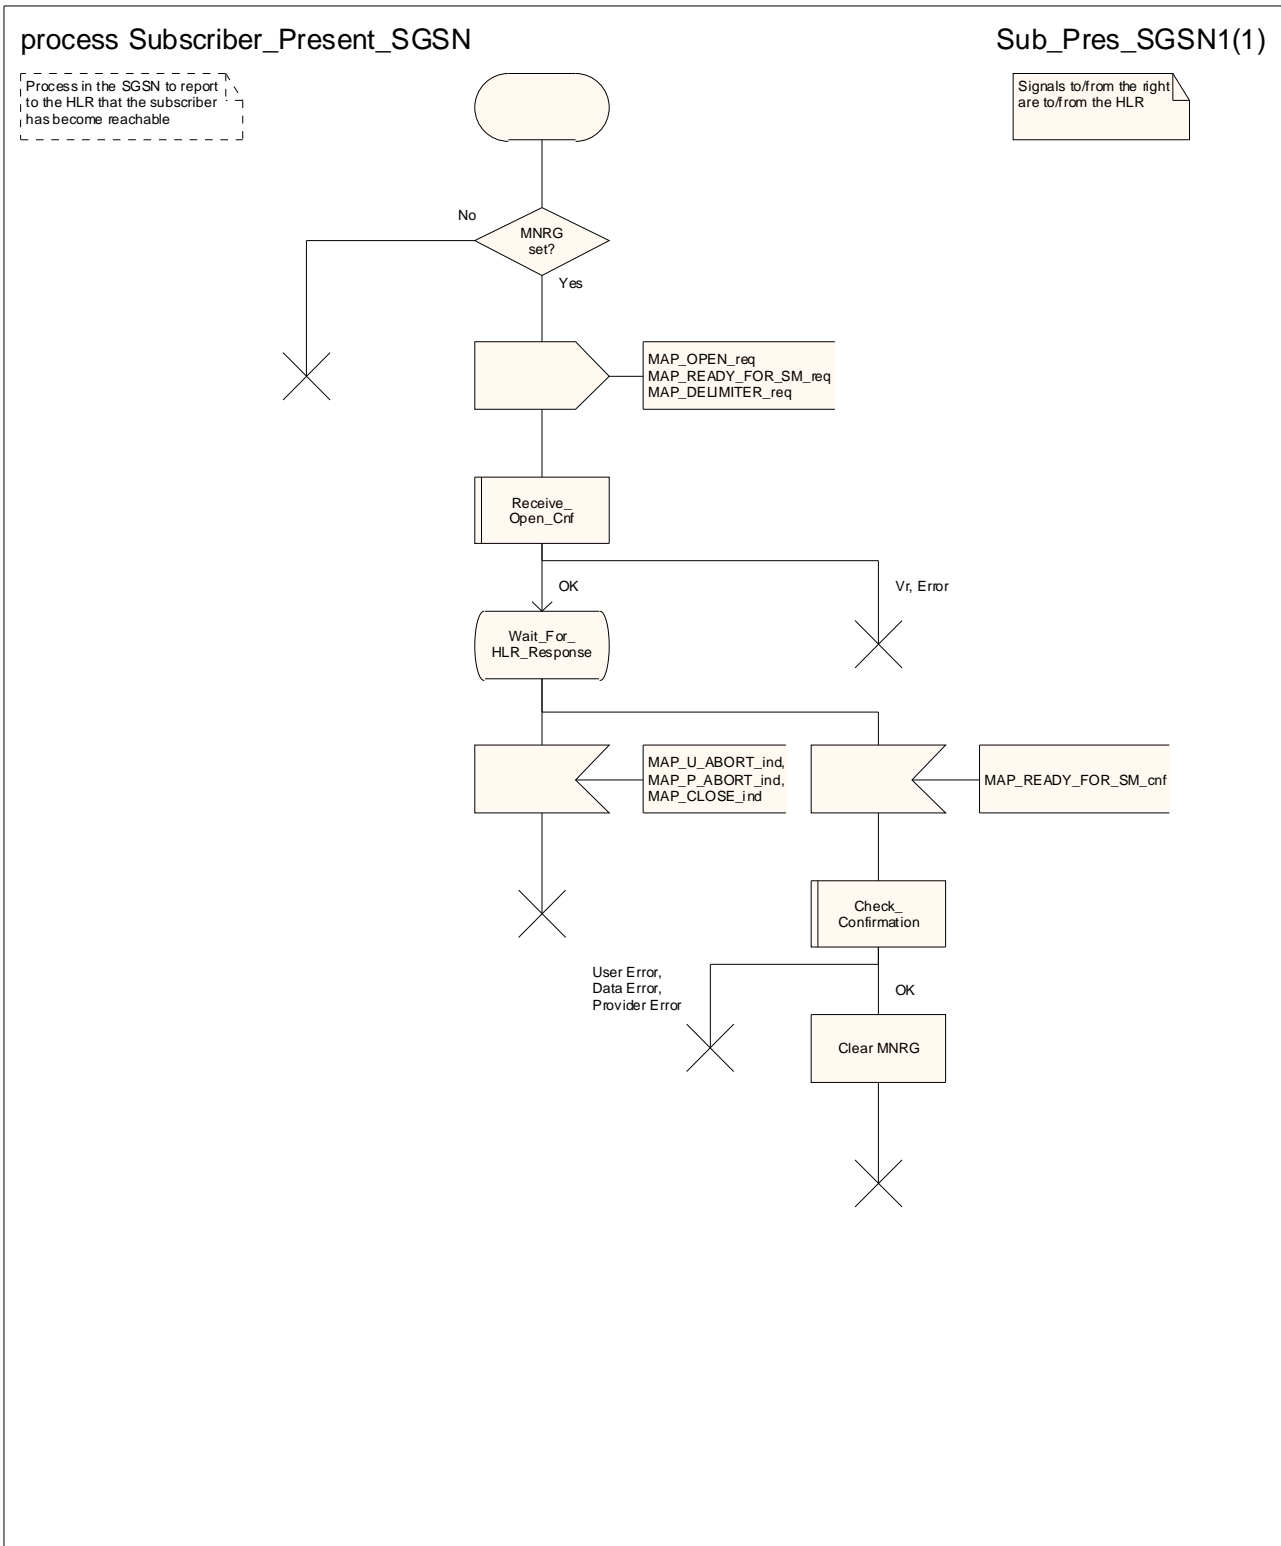 process Subscriber_Present_SGSN
Sub_Pres_SGSN1(1)
Process in the SGSN to report
to the HLR that the subscriber
has become reachable
Signals to/from the right
are to/from the HLR
No
MNRG
set?
Yes
MAP_OPEN_req
MAP_READY_FOR_SM_req
MAP_DELIMITER_req
Receive_
Open_Cnf
OK
Vr, Error
Wait_For_
HLR_Response
MAP_U_ABORT_ind,
MAP_P_ABORT_ind,
MAP_CLOSE_ind
MAP_READY_FOR_SM_cnf
Check_
Confirmation
User Error,
Data Error,
Provider Error
OK
Clear MNRG